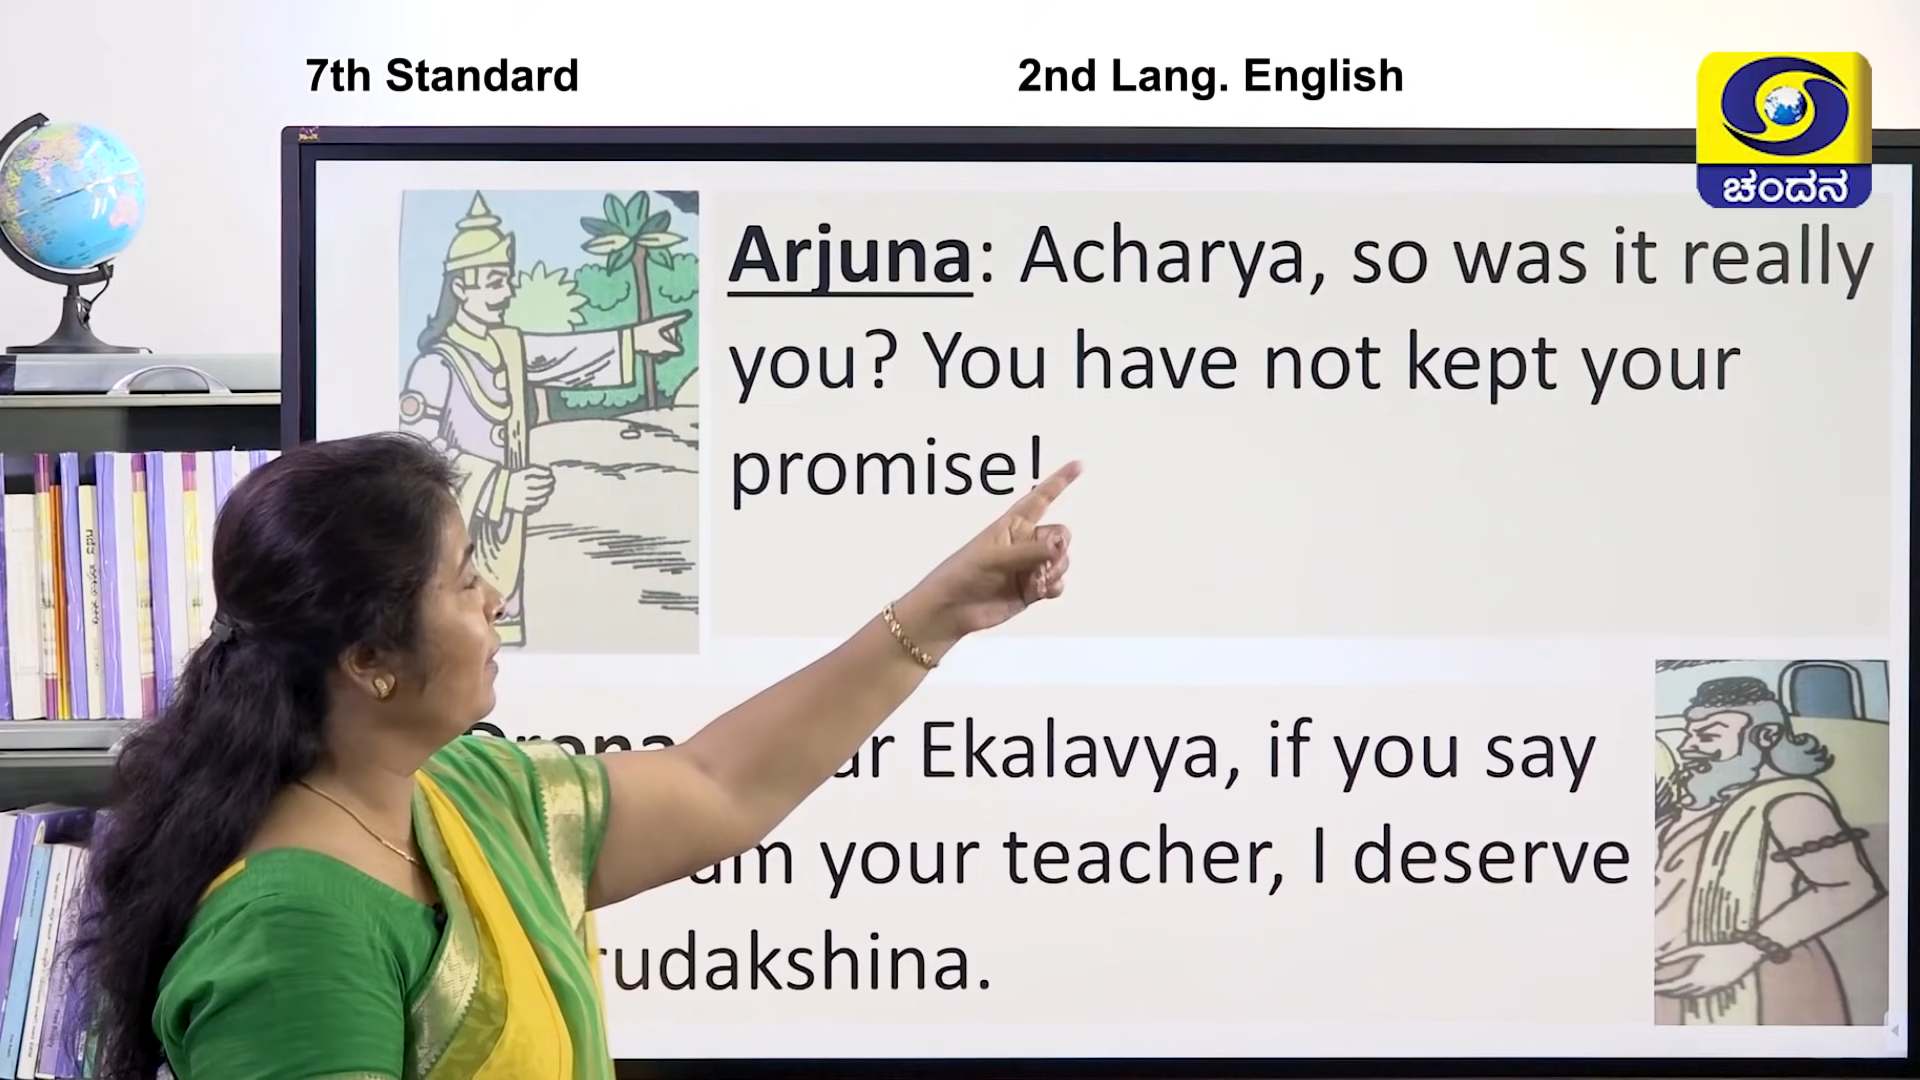 7th Standard
2nd Lang. English
ಚಂದನ
Arjuna: Acharya, so was it really
you? You have not kept your
promise!
Ekalavya, if you say
your teacher, I deserve